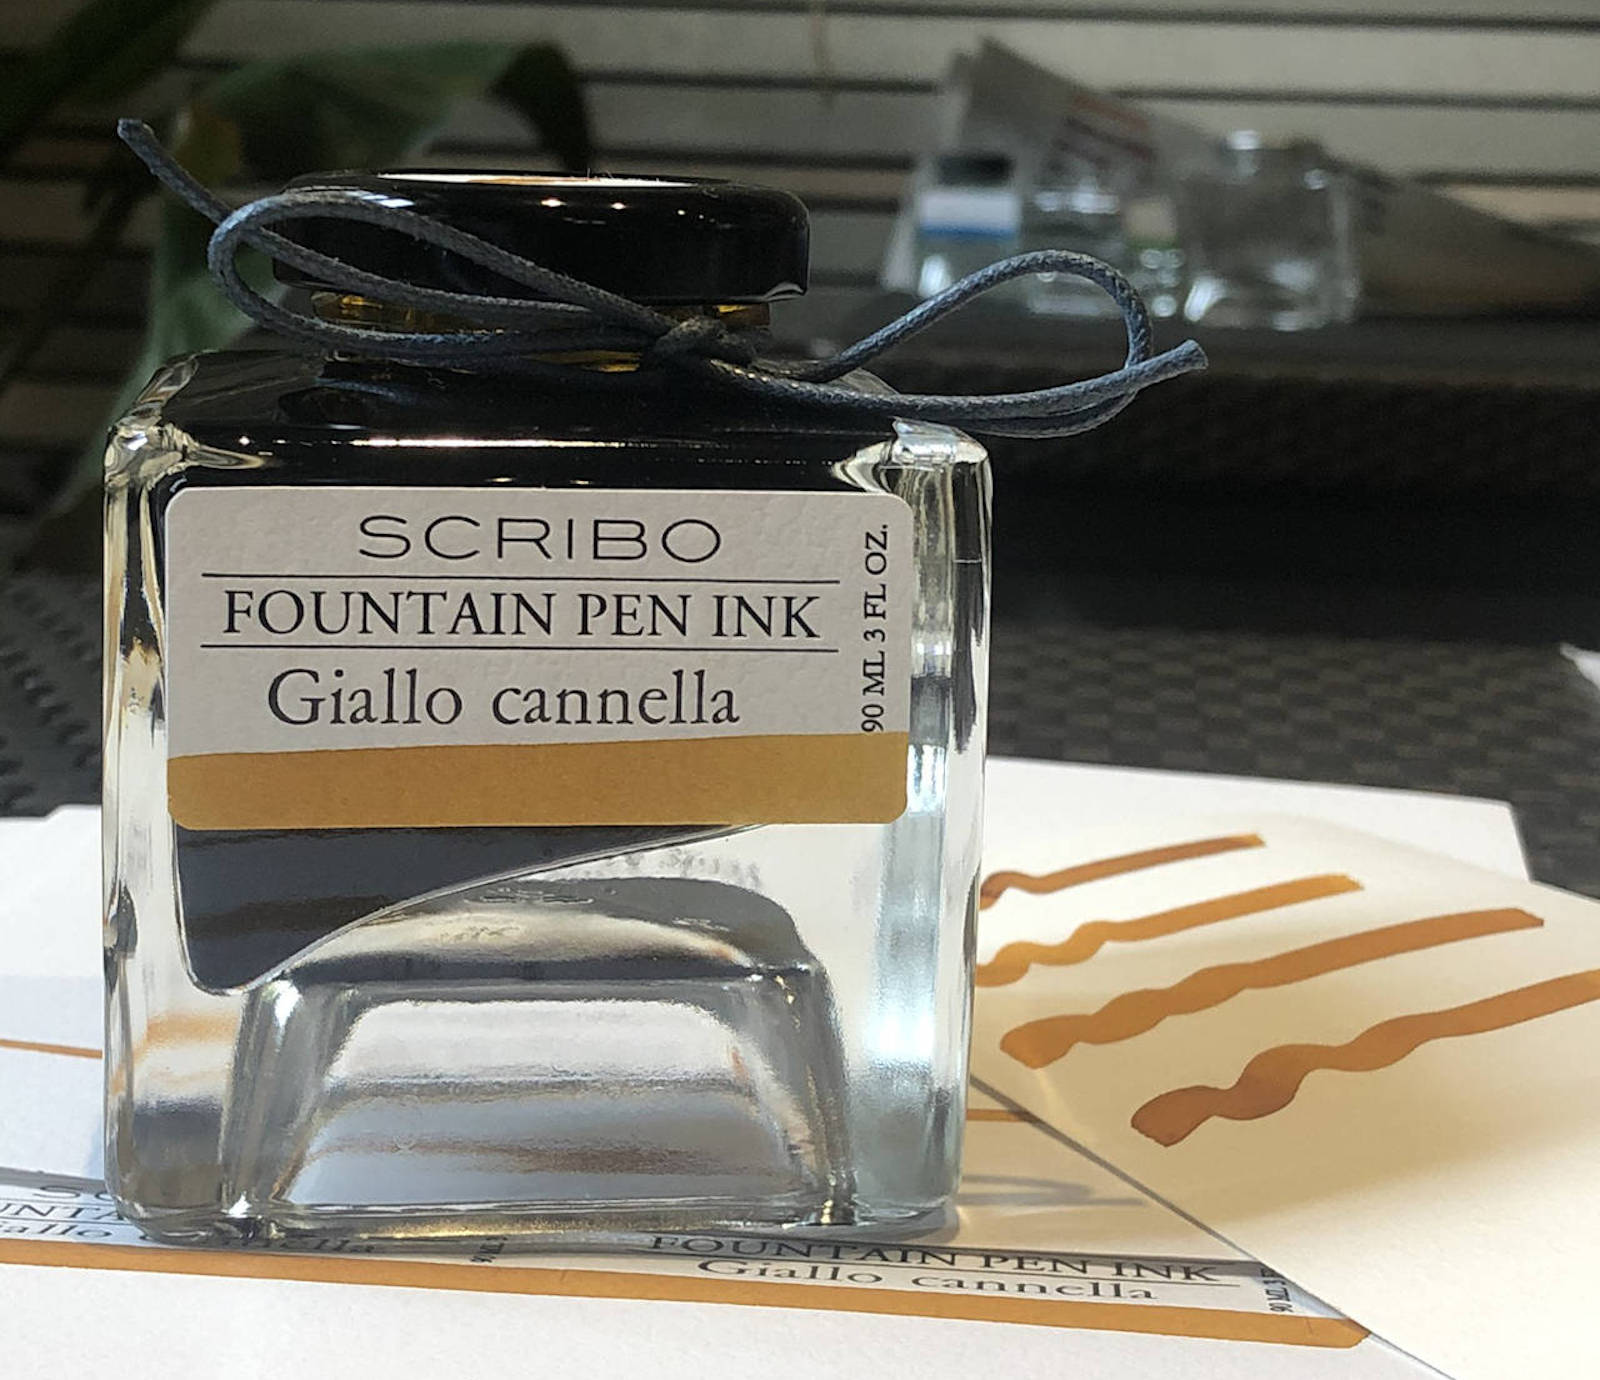 SCRIBO
FOUNTAIN PEN INK
Giallo cannella
90 ML 3 FL OZ.
FOUNTAIN PEN INK
Giallo cannella